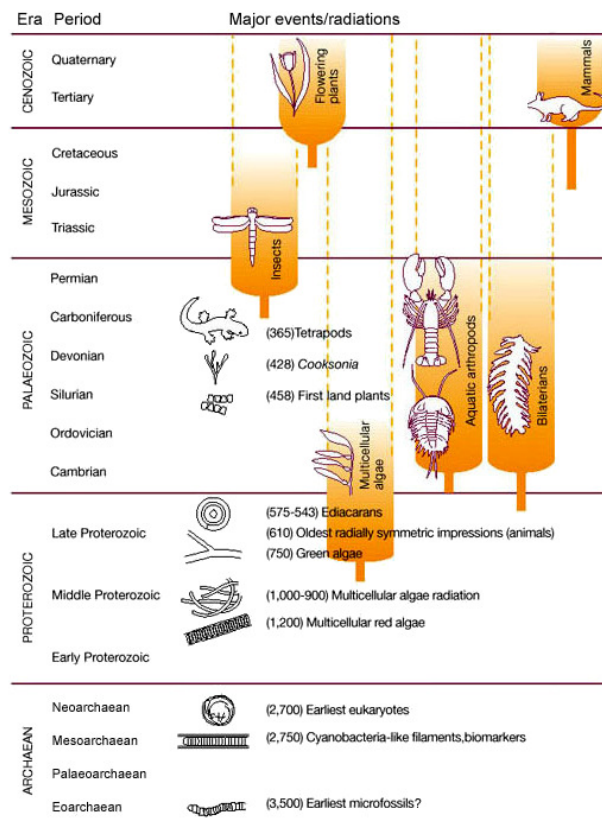 Era Period Major events/radiations
CENOZOIC
Quaternary
Tertiary
Flowering
plants
Mammals
MESOZOIC
Cretaceous
Jurassic
Triassic
Insects
PALAEOZOIC
Permian
Carboniferous
Devonian
Silurian
Ordovician
Cambrian
(365)Tetrapods
(428) Cooksonia
(458) First land plants
Multicellular
algae
Aquatic arthropods
Bilaterians
PROTEROZOIC
Late Proterozoic
Middle Proterozoic
Early Proterozoic
(575-543) Ediacarans
(610) Oldest radially symmetric impressions (animals)
(750) Green algae
(1,000-900) Multicellular algae radiation
(1,200) Multicellular red algae
ARCHAEAN
Neoarchaean
Mesoarchaean
Palaeoarchaean
Eoarchaean
(2,700) Earliest eukaryotes
(2,750) Cyanobacteria-like filaments,biomarkers
(3,500) Earliest microfossils?